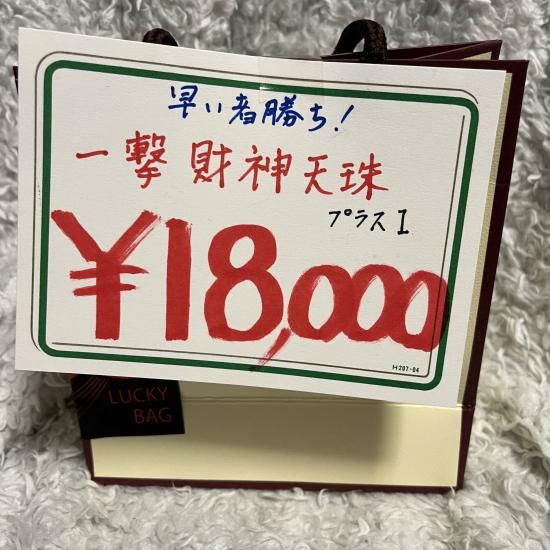 早い者勝ち!
一撃 財神天珠
プラスI
¥18,000
H207-04
LUCKY
BAG